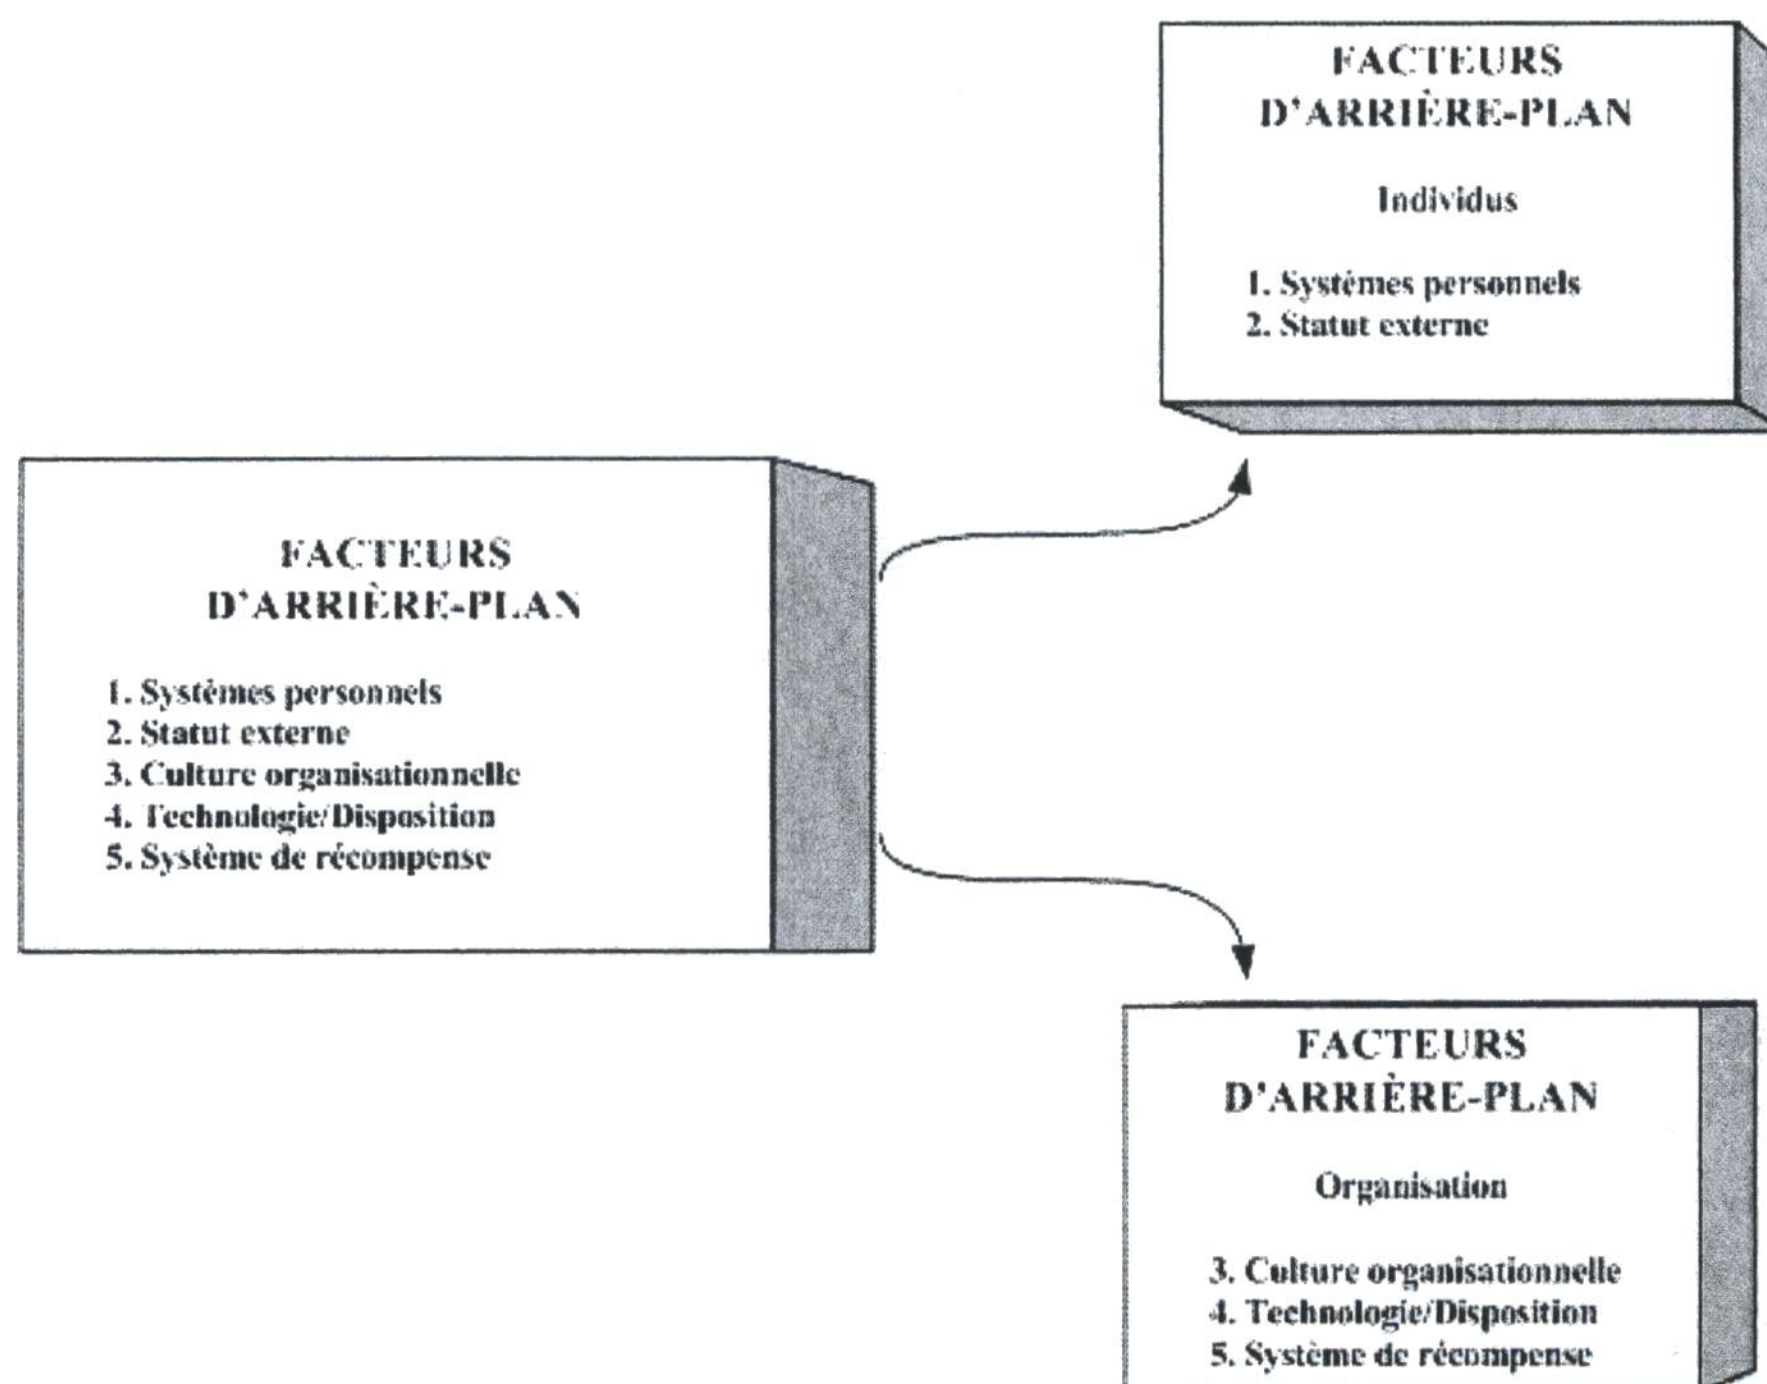 FACTEURS
D'ARRIÈRE-PLAN
Individus
1. Systèmes personnels
2. Statut externe
FACTEURS
D'ARRIÈRE-PLAN
1. Systèmes personnels
2. Statut externe
3. Culture organisationnelle
4. Technologie/Disposition
5. Système de récompense
FACTEURS
D'ARRIÈRE-PLAN
Organisation
3. Culture organisationnelle
4. Technologie/Disposition
5. Système de récompense